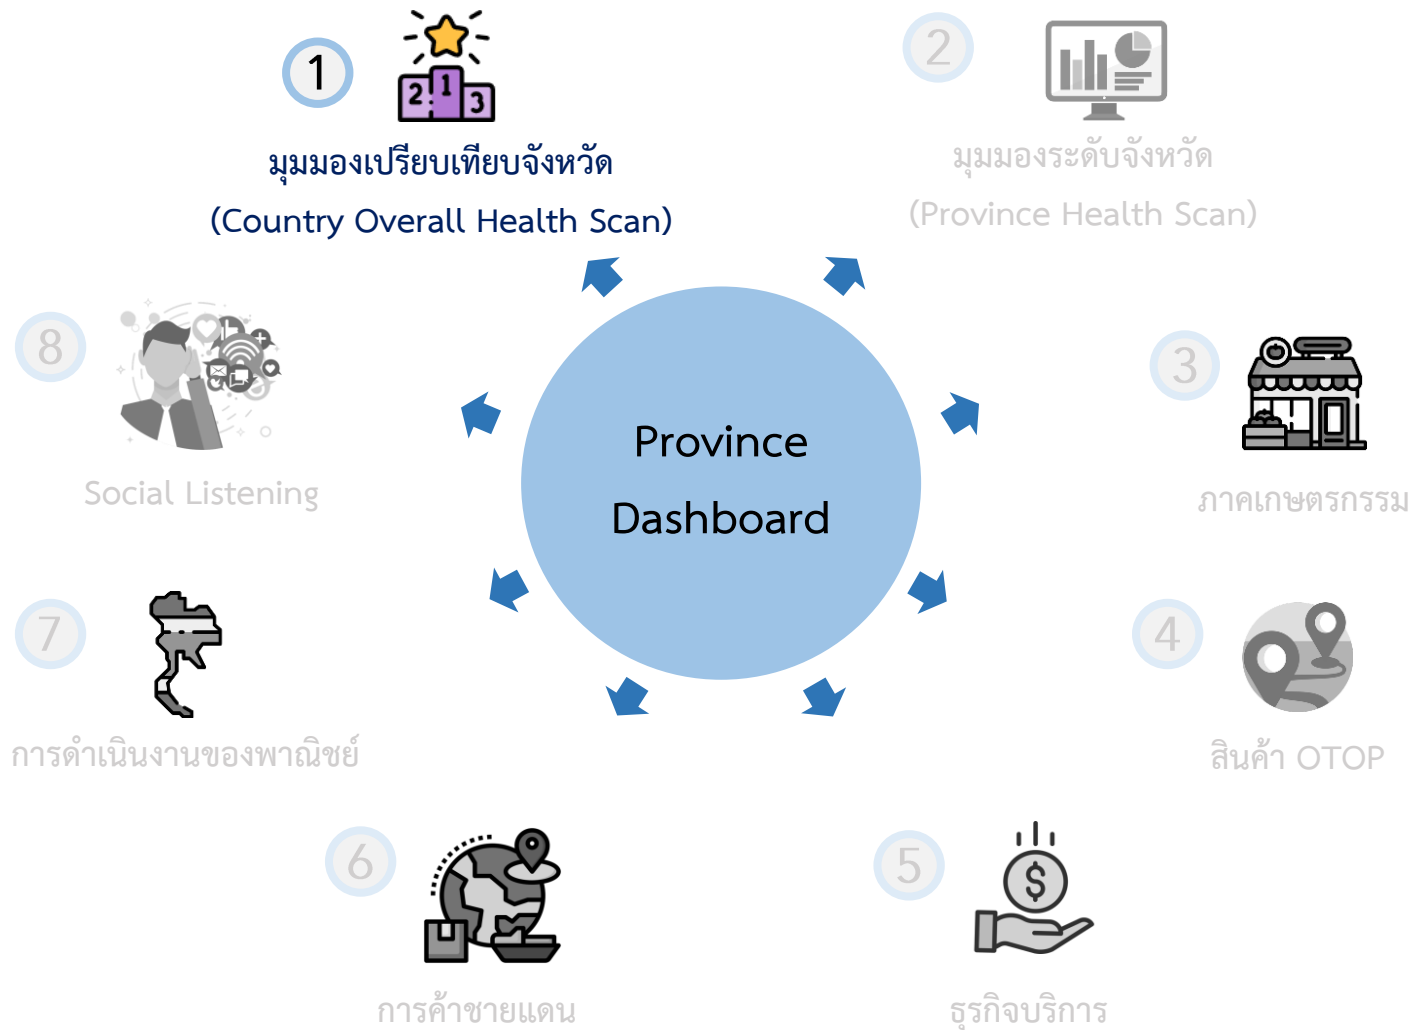 1
2 1 3
มุมมองเปรียบเทียบจังหวัด
(Country Overall Health Scan)
2
มุมมองระดับจังหวัด
(Province Health Scan)
3
ภาคเกษตรกรรม
4
สินค้า OTOP
5
$
ธุรกิจบริการ
6
การค้าชายแดน
7
การดำเนินงานของพาณิชย์
8
Social Listening
Province
Dashboard